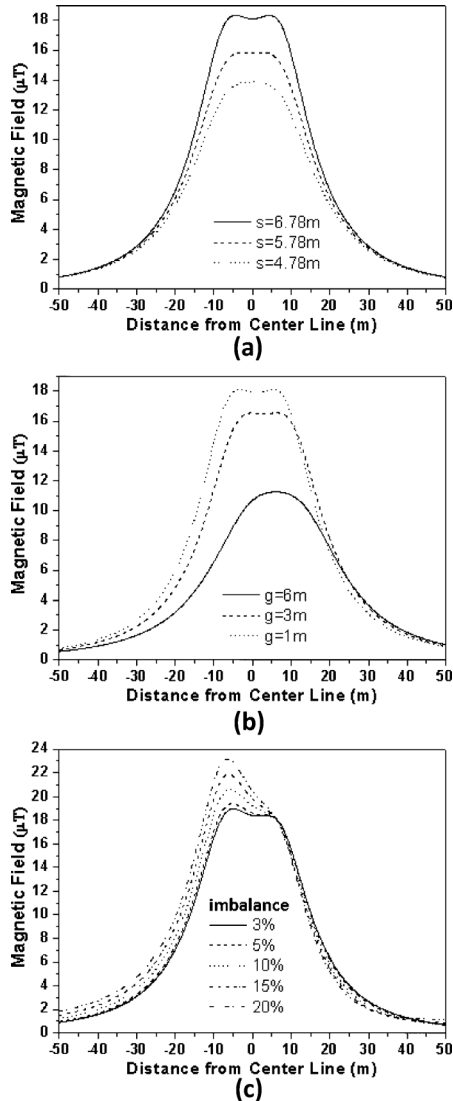 18
16
14
12
10
8
6
4
2
0
Magnetic Field (μT)
s=6.78m
s=5.78m
s=4.78m
-50 -40 -30 -20 -10 0 10 20 30 40 50
Distance from Center Line (m)
(a)
18
16
14
12
10
8
6
4
2
0
Magnetic Field (μT)
g=6m
g=3m
g=1m
-50 -40 -30 -20 -10 0 10 20 30 40 50
Distance from Center Line (m)
(b)
24
22
20
18
16
14
12
10
8
6
4
2
0
Magnetic Field (μT)
imbalance
3%
5%
10%
15%
20%
-50 -40 -30 -20 -10 0 10 20 30 40 50
Distance from Center Line (m)
(c)